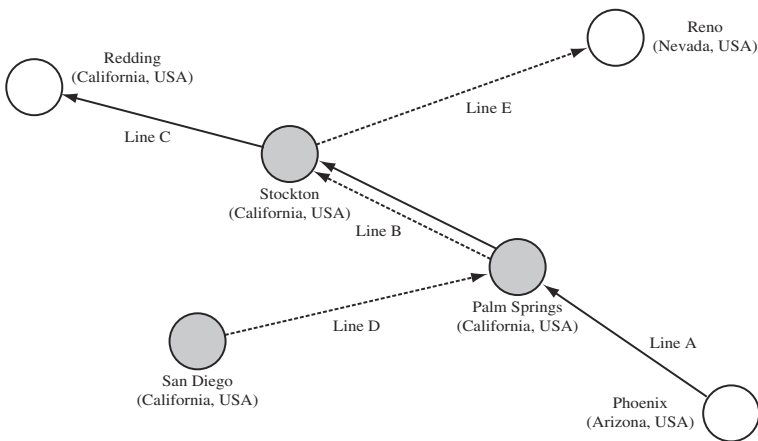 Redding
(California, USA)
Reno
(Nevada, USA)
Line C
Line E
Stockton
(California, USA)
Line B
Palm Springs
(California, USA)
Line D
Line A
San Diego
(California, USA)
Phoenix
(Arizona, USA)